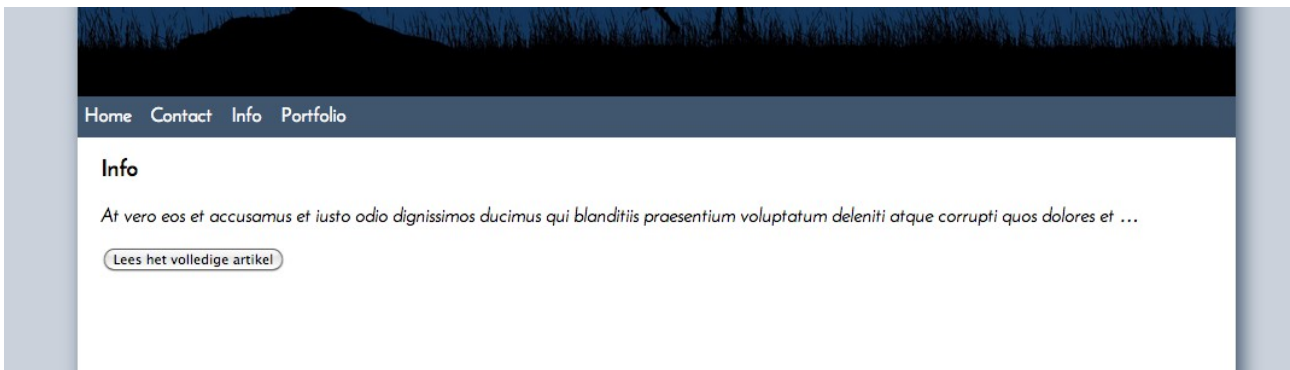 Home Contact Info Portfolio
Info
At vero eos et accusamus et iusto odio dignissimos ducimus qui blanditiis praesentium voluptatum deleniti atque corrupti quos dolores et …
Lees het volledige artikel